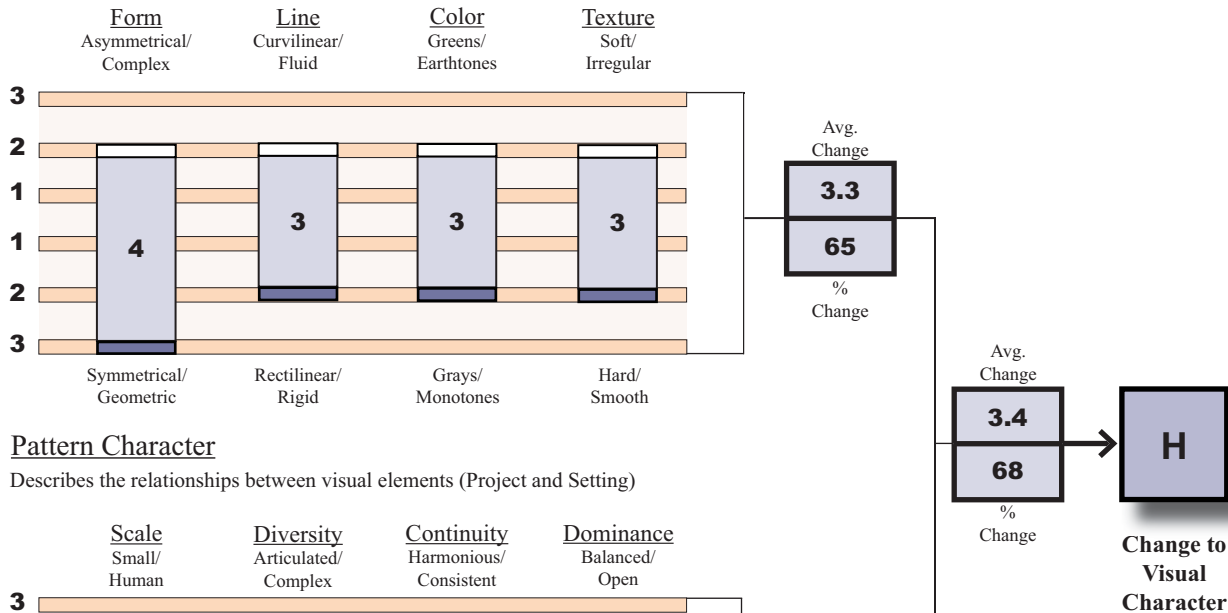 Form Line Color Texture
Asymmetrical/ Curvilinear/ Greens/ Soft/
Complex Fluid Earthtones Irregular
3
2
1
1
2
3
4 3 3 3
Symmetrical/ Rectilinear/ Grays/ Hard/
Geometric Rigid Monotones Smooth
Avg.
Change
3.3
65
%
Change
Avg.
Change
3.4
68
%
Change
H
Change to
Visual
Character
Pattern Character
Describes the relationships between visual elements (Project and Setting)
Scale Diversity Continuity Dominance
Small/ Articulated/ Harmonious/ Balanced/
Human Complex Consistent Open
3